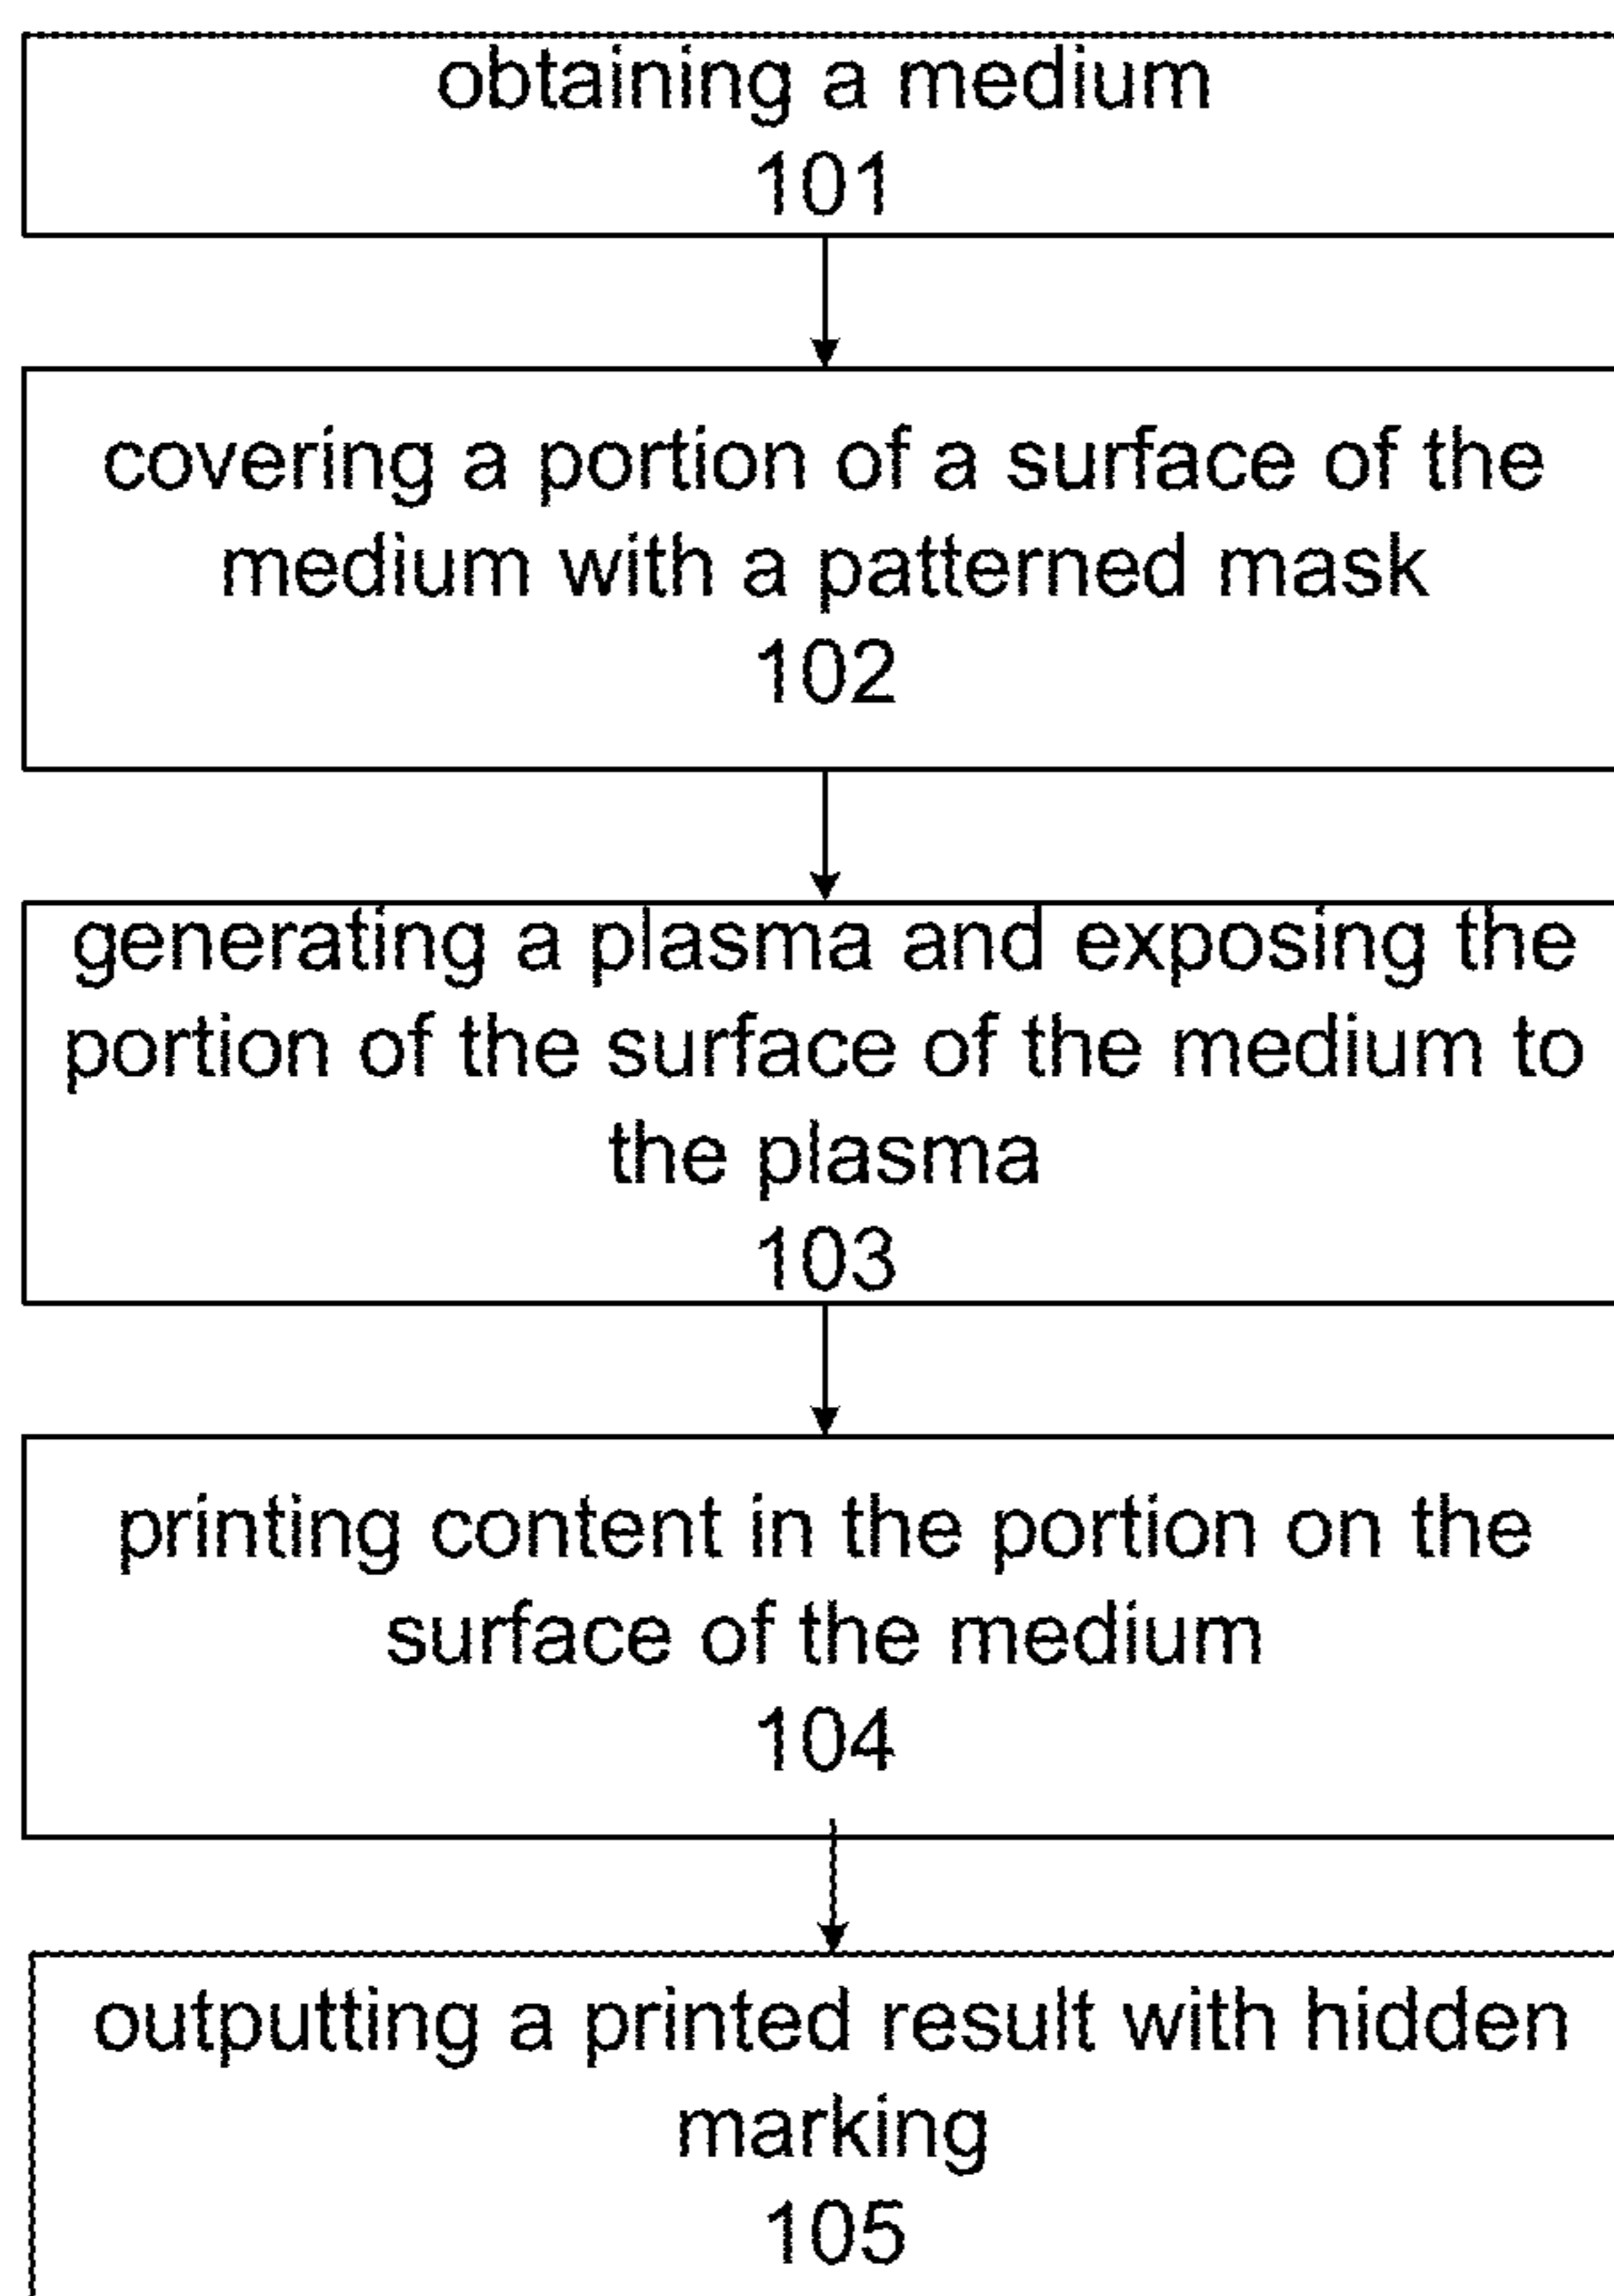 obtaining a medium
101
covering a portion of a surface of the
medium with a patterned mask
102
generating a plasma and exposing the
portion of the surface of the medium to
the plasma
103
printing content in the portion on the
surface of the medium
104
outputting a printed result with hidden
marking
105